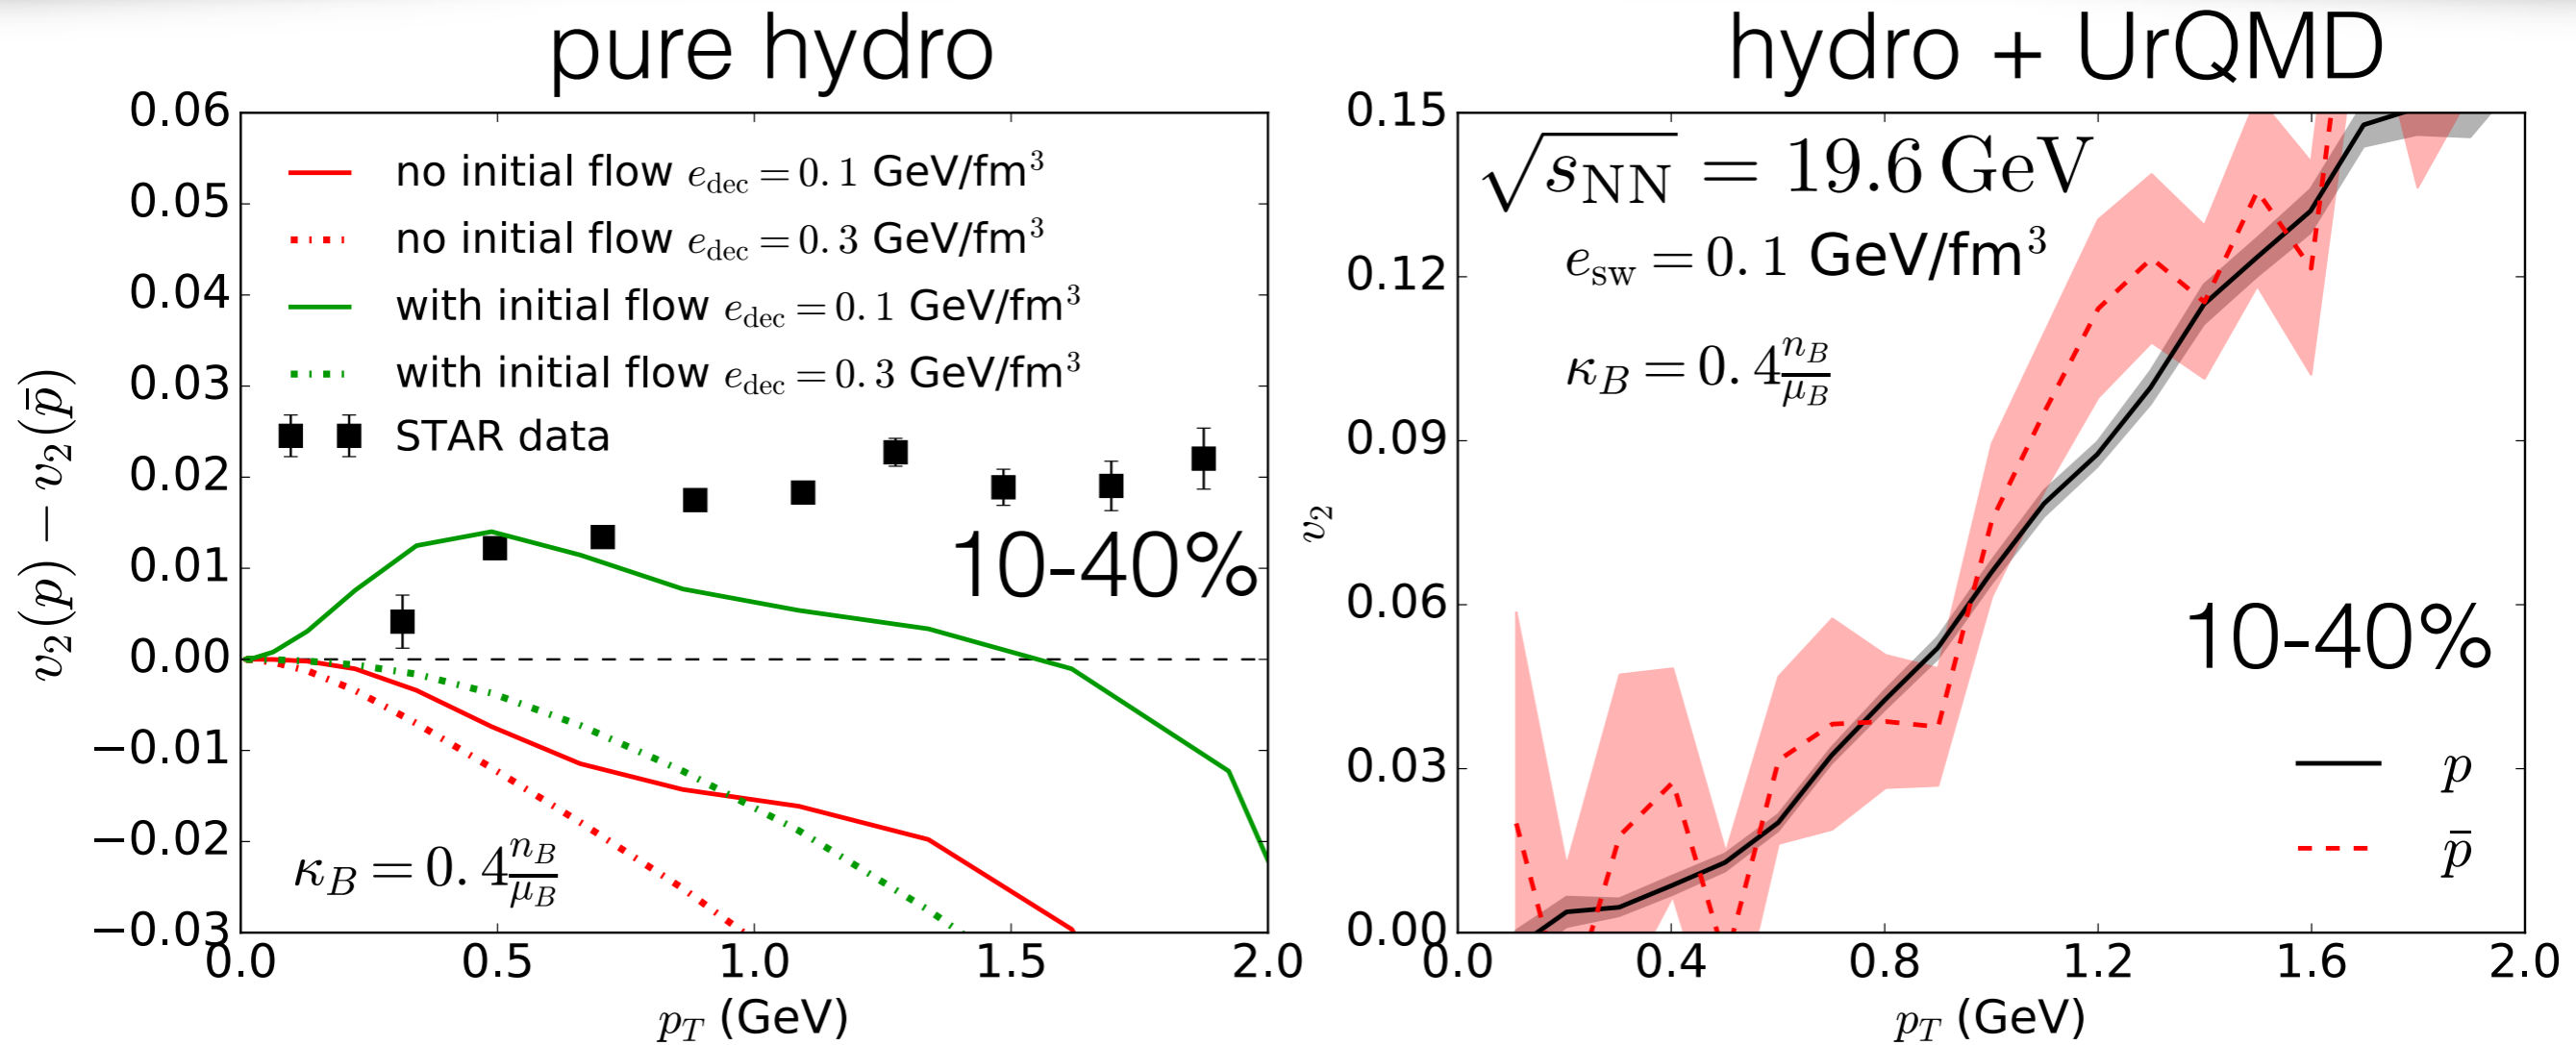 pure hydro
0.06
0.05
0.04
0.03
0.02
0.01
0.00
−0.01
−0.02
−0.03
v₂(p) − v₂(p̄)
no initial flow e_dec = 0.1 GeV/fm³
no initial flow e_dec = 0.3 GeV/fm³
with initial flow e_dec = 0.1 GeV/fm³
with initial flow e_dec = 0.3 GeV/fm³
STAR data
10-40%
κ_B = 0.4 n_B/μ_B
0.0 0.5 1.0 1.5 2.0
p_T (GeV)
hydro + UrQMD
0.15
0.12
0.09
0.06
0.03
0.00
v₂
√s_NN = 19.6 GeV
e_sw = 0.1 GeV/fm³
κ_B = 0.4 n_B/μ_B
10-40%
p
p̄
0.0 0.4 0.8 1.2 1.6 2.0
p_T (GeV)